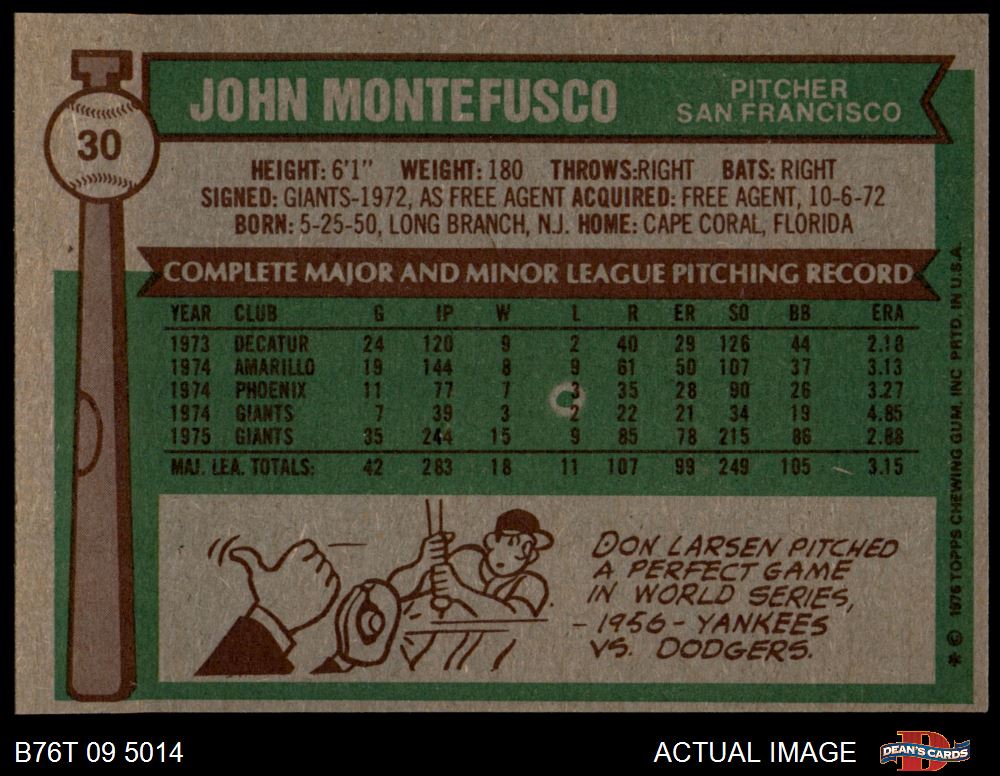 JOHN MONTEFUSCO
PITCHER
SAN FRANCISCO
30
HEIGHT: 6'1" WEIGHT: 180 THROWS:RIGHT BATS: RIGHT
SIGNED: GIANTS-1972, AS FREE AGENT ACQUIRED: FREE AGENT, 10-6-72
BORN: 5-25-50, LONG BRANCH, N.J. HOME: CAPE CORAL, FLORIDA
COMPLETE MAJOR AND MINOR LEAGUE PITCHING RECORD
YEAR CLUB G IP W L R ER SO BB ERA
1973 DECATUR 24 120 9 2 40 29 126 44 2.18
1974 AMARILLO 19 144 8 9 61 50 107 37 3.13
1974 PHOENIX 11 77 7 3 35 28 90 26 3.27
1974 GIANTS 7 39 3 2 22 21 34 19 4.85
1975 GIANTS 35 244 15 9 85 78 215 86 2.88
MAJ. LEA. TOTALS: 42 283 18 11 107 99 249 105 3.15
DON LARSEN PITCHED
A PERFECT GAME
IN WORLD SERIES,
- 1956 - YANKEES
VS. DODGERS.
* © 1976 TOPPS CHEWING GUM, INC PRTD. IN U.S.A.
B76T 09 5014
ACTUAL IMAGE
D
DEAN'S CARDS